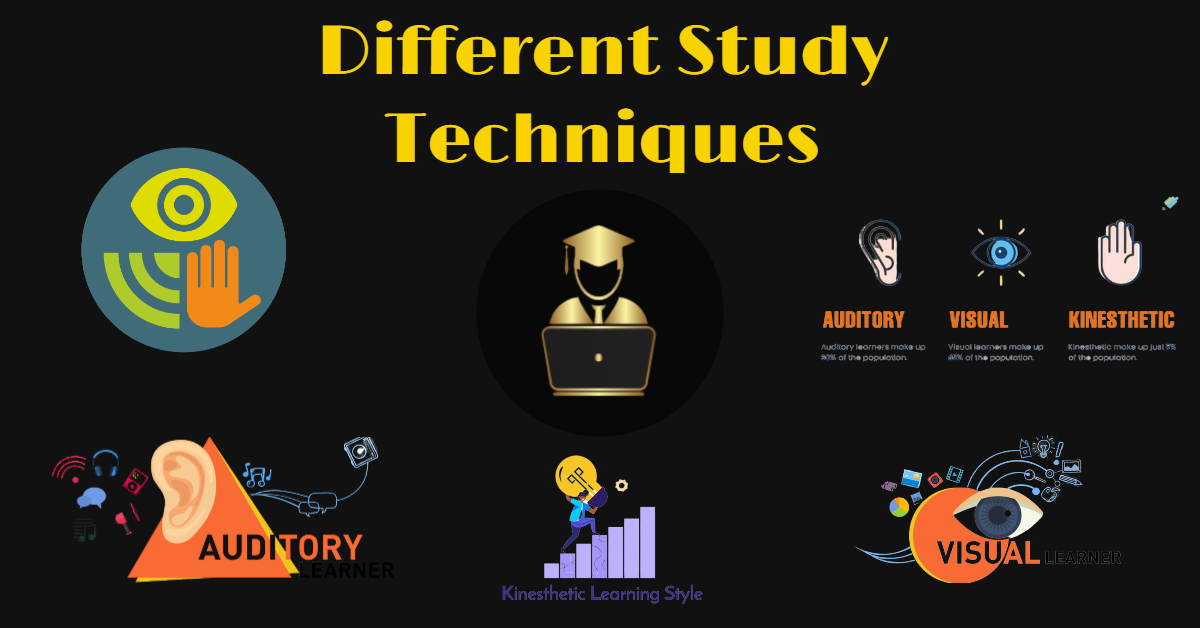 Different Study
Techniques
AUDITORY
VISUAL
KINESTHETIC
Auditory learners make up
of the population.
Visual learners make up
of the population.
Kinesthetic make up just 5%
of the population.
AUDITORY
LEARNER
Kinesthetic Learning Style
VISUAL LEARNER